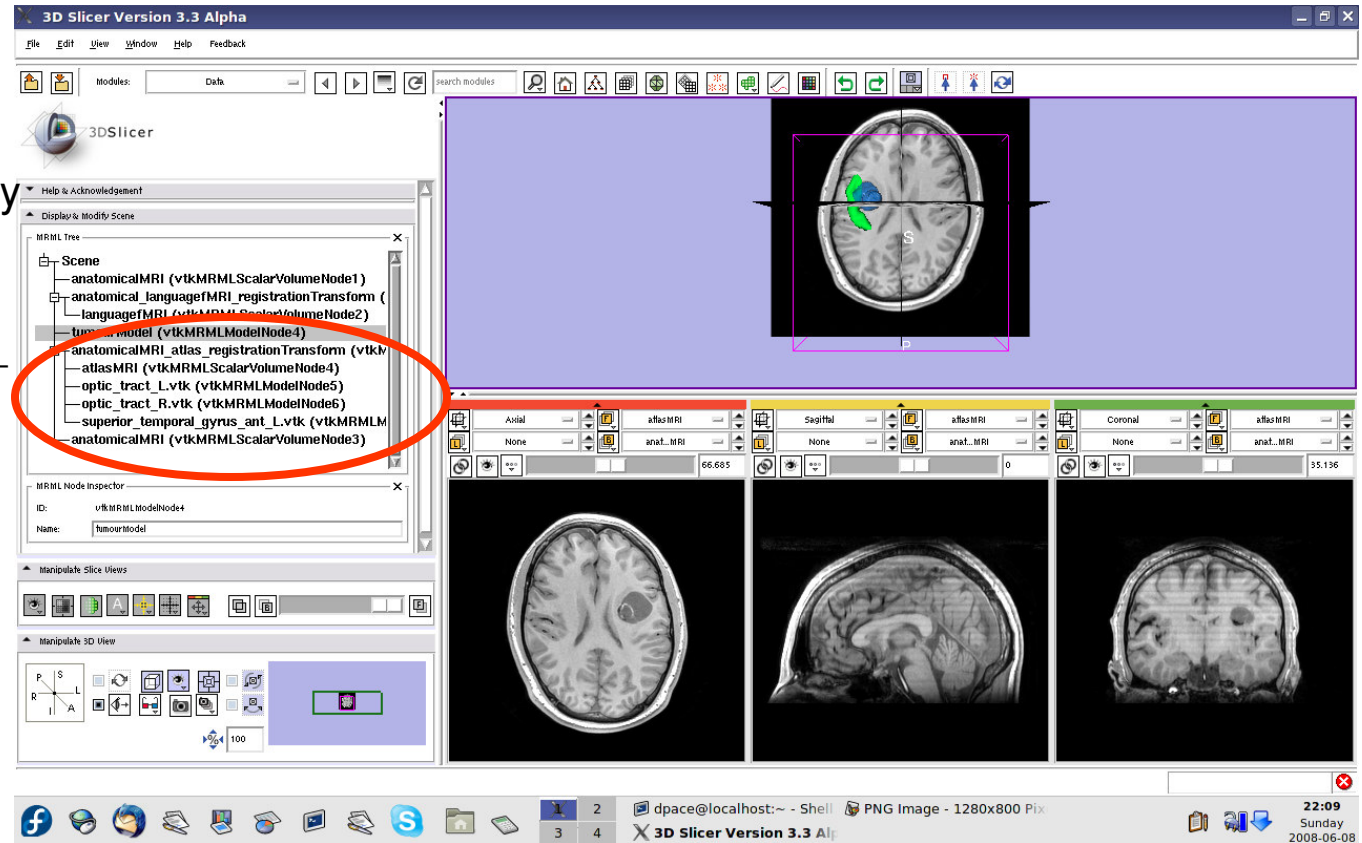 3D Slicer Version 3.3 Alpha
File Edit View Window Help Feedback
Modules: Data search modules
3DSlicer
y
Help & Acknowledgement
Display & Modify Scene
MRML Tree
Scene
anatomicalMRI (vtkMRMLScalarVolumeNode1)
anatomical_languagefMRI_registrationTransform (
languagefMRI (vtkMRMLScalarVolumeNode2)
tumourModel (vtkMRMLModelNode4)
anatomicalMRI_atlas_registrationTransform (vtkM
atlasMRI (vtkMRMLScalarVolumeNode4)
optic_tract_L.vtk (vtkMRMLModelNode5)
optic_tract_R.vtk (vtkMRMLModelNode6)
superior_temporal_gyrus_ant_L.vtk (vtkMRMLM
anatomicalMRI (vtkMRMLScalarVolumeNode3)
MRML Node Inspector
ID: vtkMRMLModelNode4
Name: tumourModel
Manipulate Slice Views
Manipulate 3D View
P S
R L
I A
100
S
P
Axial atlasMRI
None anat...MRI
66.685
Sagittal atlasMRI
None anat...MRI
0
Coronal atlasMRI
None anat...MRI
35.136
1 2
3 4
dpace@localhost:~ - Shell
PNG Image - 1280x800 Pix
3D Slicer Version 3.3 Alp
22:09
Sunday
2008-06-08